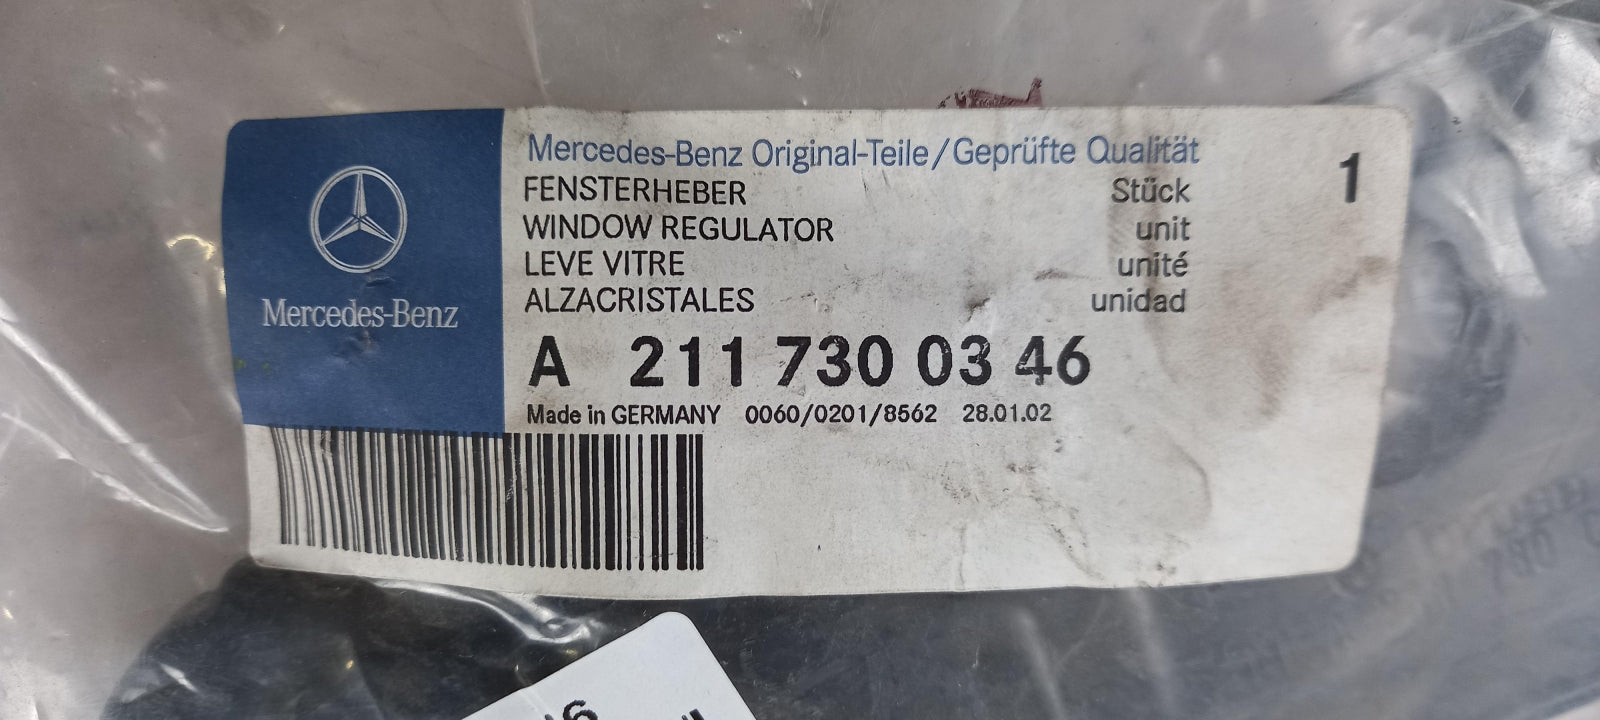 Mercedes-Benz
Mercedes-Benz Original-Teile/Geprüfte Qualität
FENSTERHEBER Stück 1
WINDOW REGULATOR unit
LEVE VITRE unité
ALZACRISTALES unidad
A 211 730 03 46
Made in GERMANY 0060/0201/8562 28.01.02